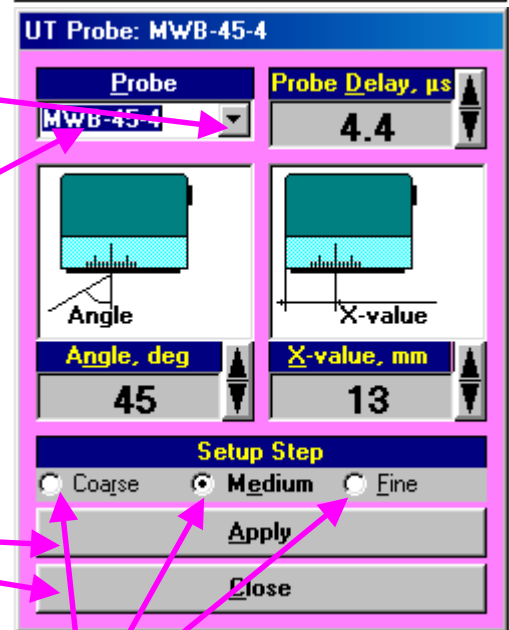 UT Probe: MWB-45-4
Probe
Probe Delay, µs
MWB-45-4
4.4
Angle
X-value
Angle, deg
X-value, mm
45
13
Setup Step
Coarse
Medium
Fine
Apply
Close